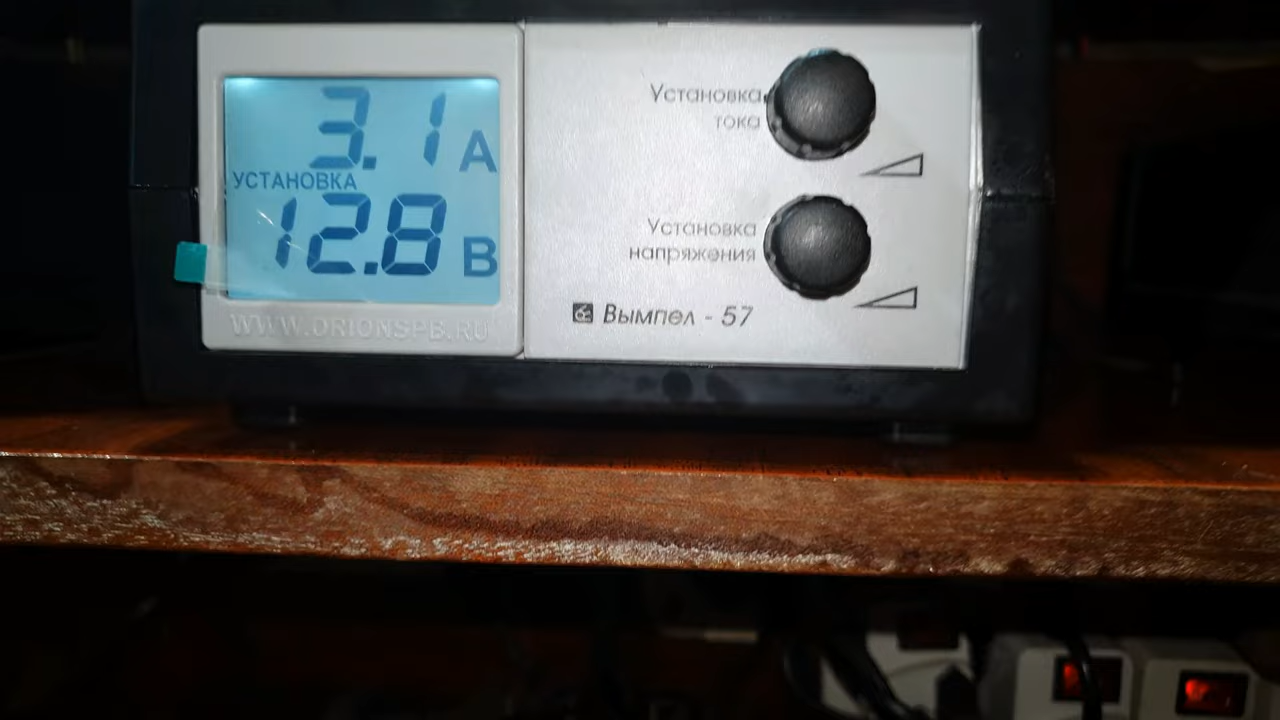 3.1 A
УСТАНОВКА
12.8 В
WWW.ORIONSPB.RU
Установка
тока
Установка
напряжения
Вымпел - 57